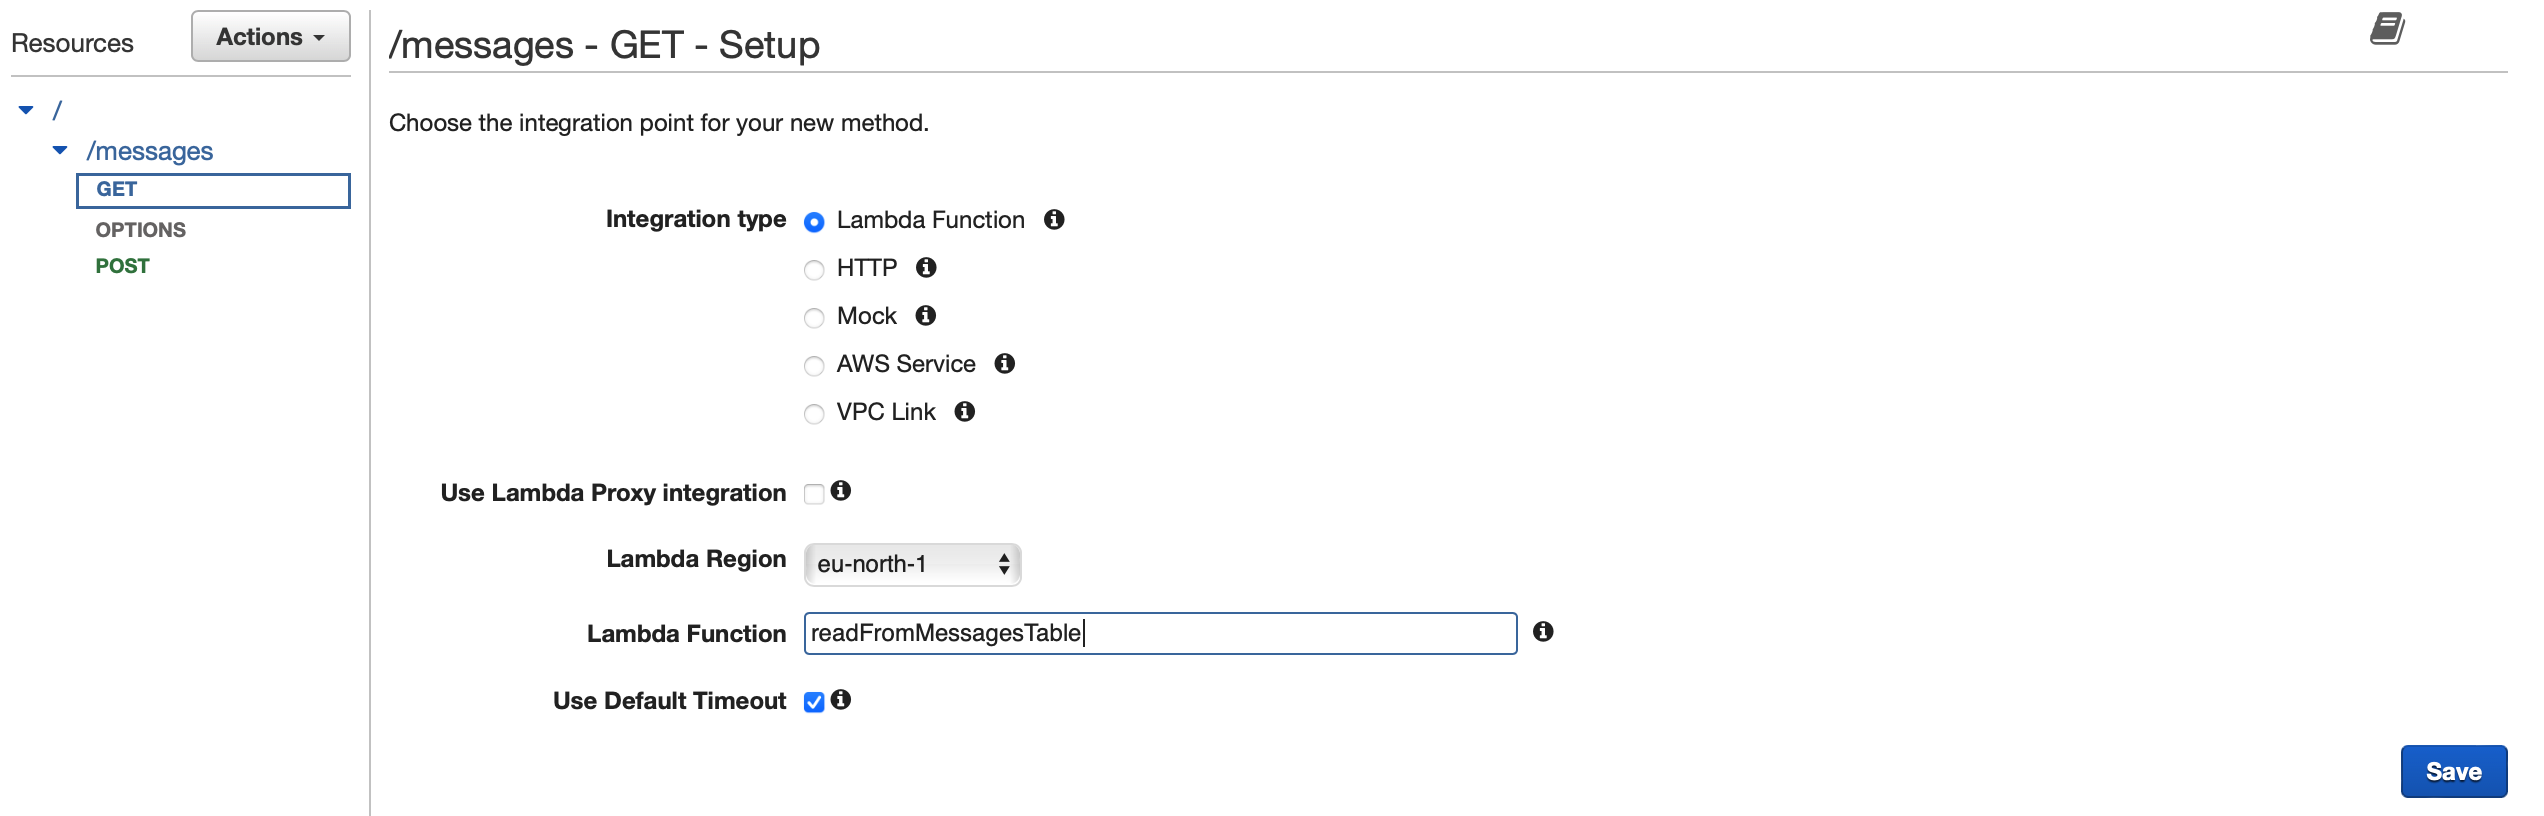 Resources
Actions
/
/messages
GET
OPTIONS
POST
/messages - GET - Setup
Choose the integration point for your new method.
Integration type
Lambda Function
HTTP
Mock
AWS Service
VPC Link
Use Lambda Proxy integration
Lambda Region
eu-north-1
Lambda Function
readFromMessagesTable
Use Default Timeout
Save